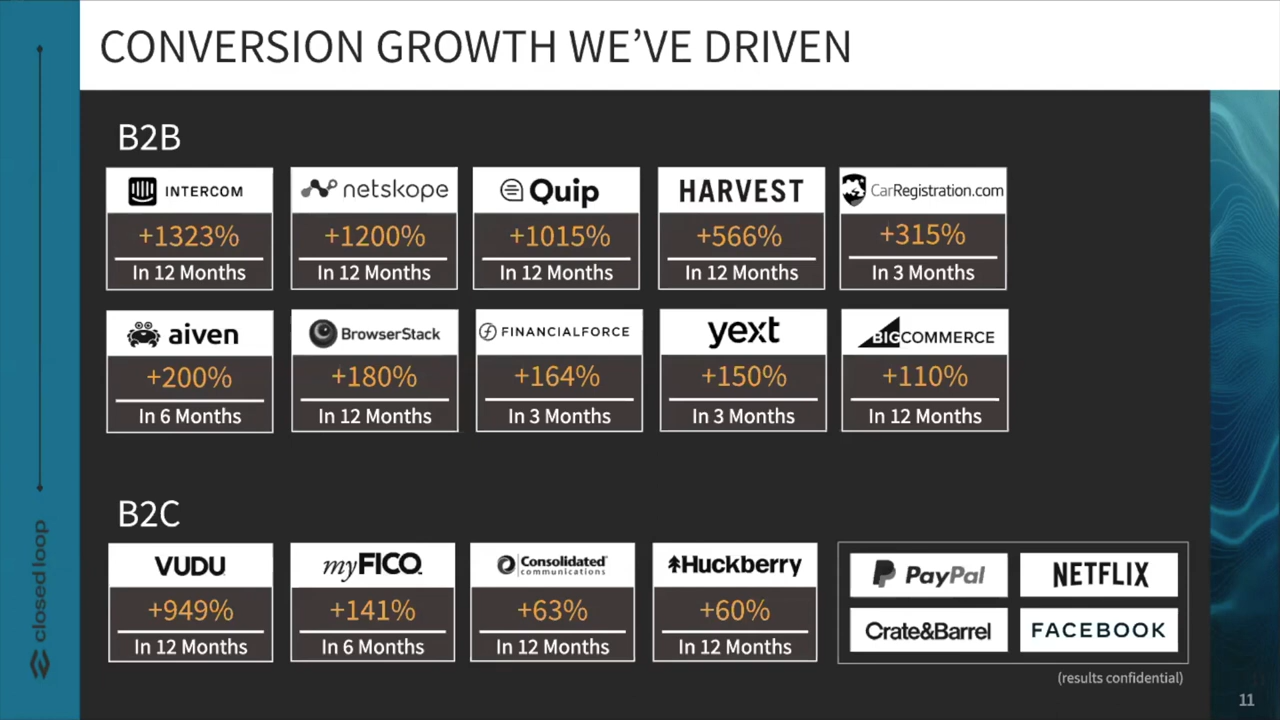 CONVERSION GROWTH WE'VE DRIVEN
B2B
INTERCOM
+1323%
In 12 Months
netskope
+1200%
In 12 Months
Quip
+1015%
In 12 Months
HARVEST
+566%
In 12 Months
CarRegistration.com
+315%
In 3 Months
aiven
+200%
In 6 Months
BrowserStack
+180%
In 12 Months
FINANCIALFORCE
+164%
In 3 Months
yext
+150%
In 3 Months
BIGCOMMERCE
+110%
In 12 Months
B2C
VUDU
+949%
In 12 Months
myFICO
+141%
In 6 Months
Consolidated
communications
+63%
In 12 Months
Huckberry
+60%
In 12 Months
PayPal
NETFLIX
Crate&Barrel
FACEBOOK
(results confidential)
closed loop
11